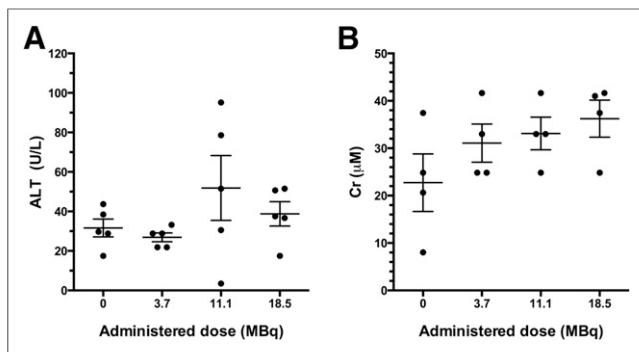 A
120
100
80
60
40
20
0
ALT (U/L)
0 3.7 11.1 18.5
Administered dose (MBq)
B
50
40
30
20
10
0
Cr (μM)
0 3.7 11.1 18.5
Administered dose (MBq)